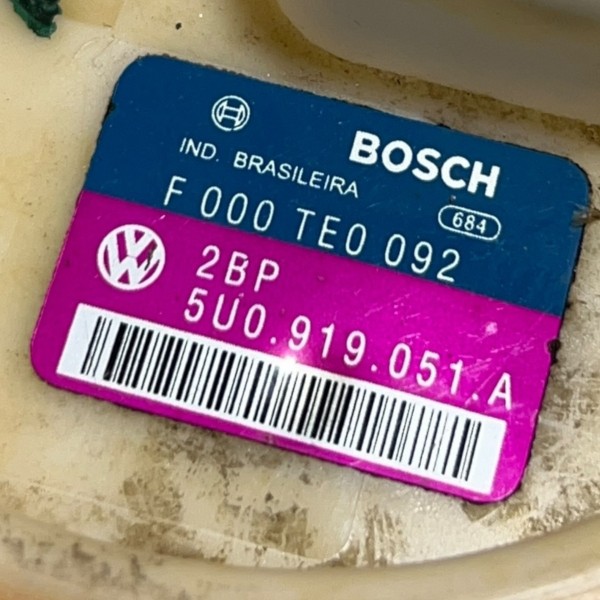 BOSCH
IND. BRASILEIRA
684
F 000 TE0 092
2BP
5U0.919.051.A